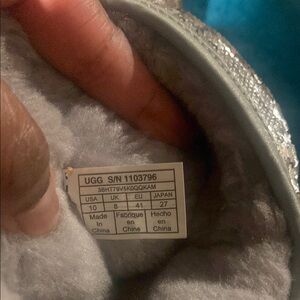 UGG S/N 1103796
USA UK EU JAPAN
10 8 41 27
Made Fabriqué Hecho
In en en
China Chine China